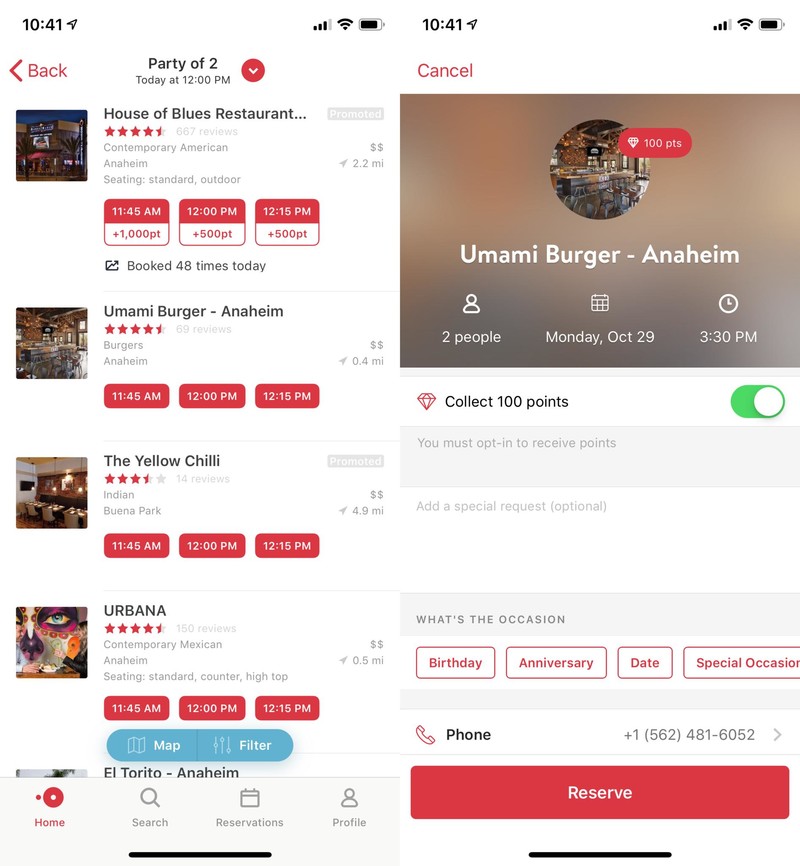 10:41
Back
Party of 2
Today at 12:00 PM
House of Blues Restaurant...
Promoted
667 reviews
Contemporary American
$$
Anaheim
2.2 mi
Seating: standard, outdoor
11:45 AM
12:00 PM
12:15 PM
+1,000pt
+500pt
+500pt
Booked 48 times today
Umami Burger - Anaheim
69 reviews
Burgers
$$
Anaheim
0.4 mi
11:45 AM
12:00 PM
12:15 PM
The Yellow Chilli
Promoted
14 reviews
Indian
$$
Buena Park
4.9 mi
11:45 AM
12:00 PM
12:15 PM
URBANA
150 reviews
Contemporary Mexican
$$
Anaheim
0.5 mi
Seating: standard, counter, high top
11:45 AM
12:00 PM
12:15 PM
Map
Filter
El Torito - Anaheim
Home
Search
Reservations
Profile
10:41
Cancel
100 pts
Umami Burger - Anaheim
2 people
Monday, Oct 29
3:30 PM
Collect 100 points
You must opt-in to receive points
Add a special request (optional)
WHAT'S THE OCCASION
Birthday
Anniversary
Date
Special Occasion
Phone
+1 (562) 481-6052
Reserve